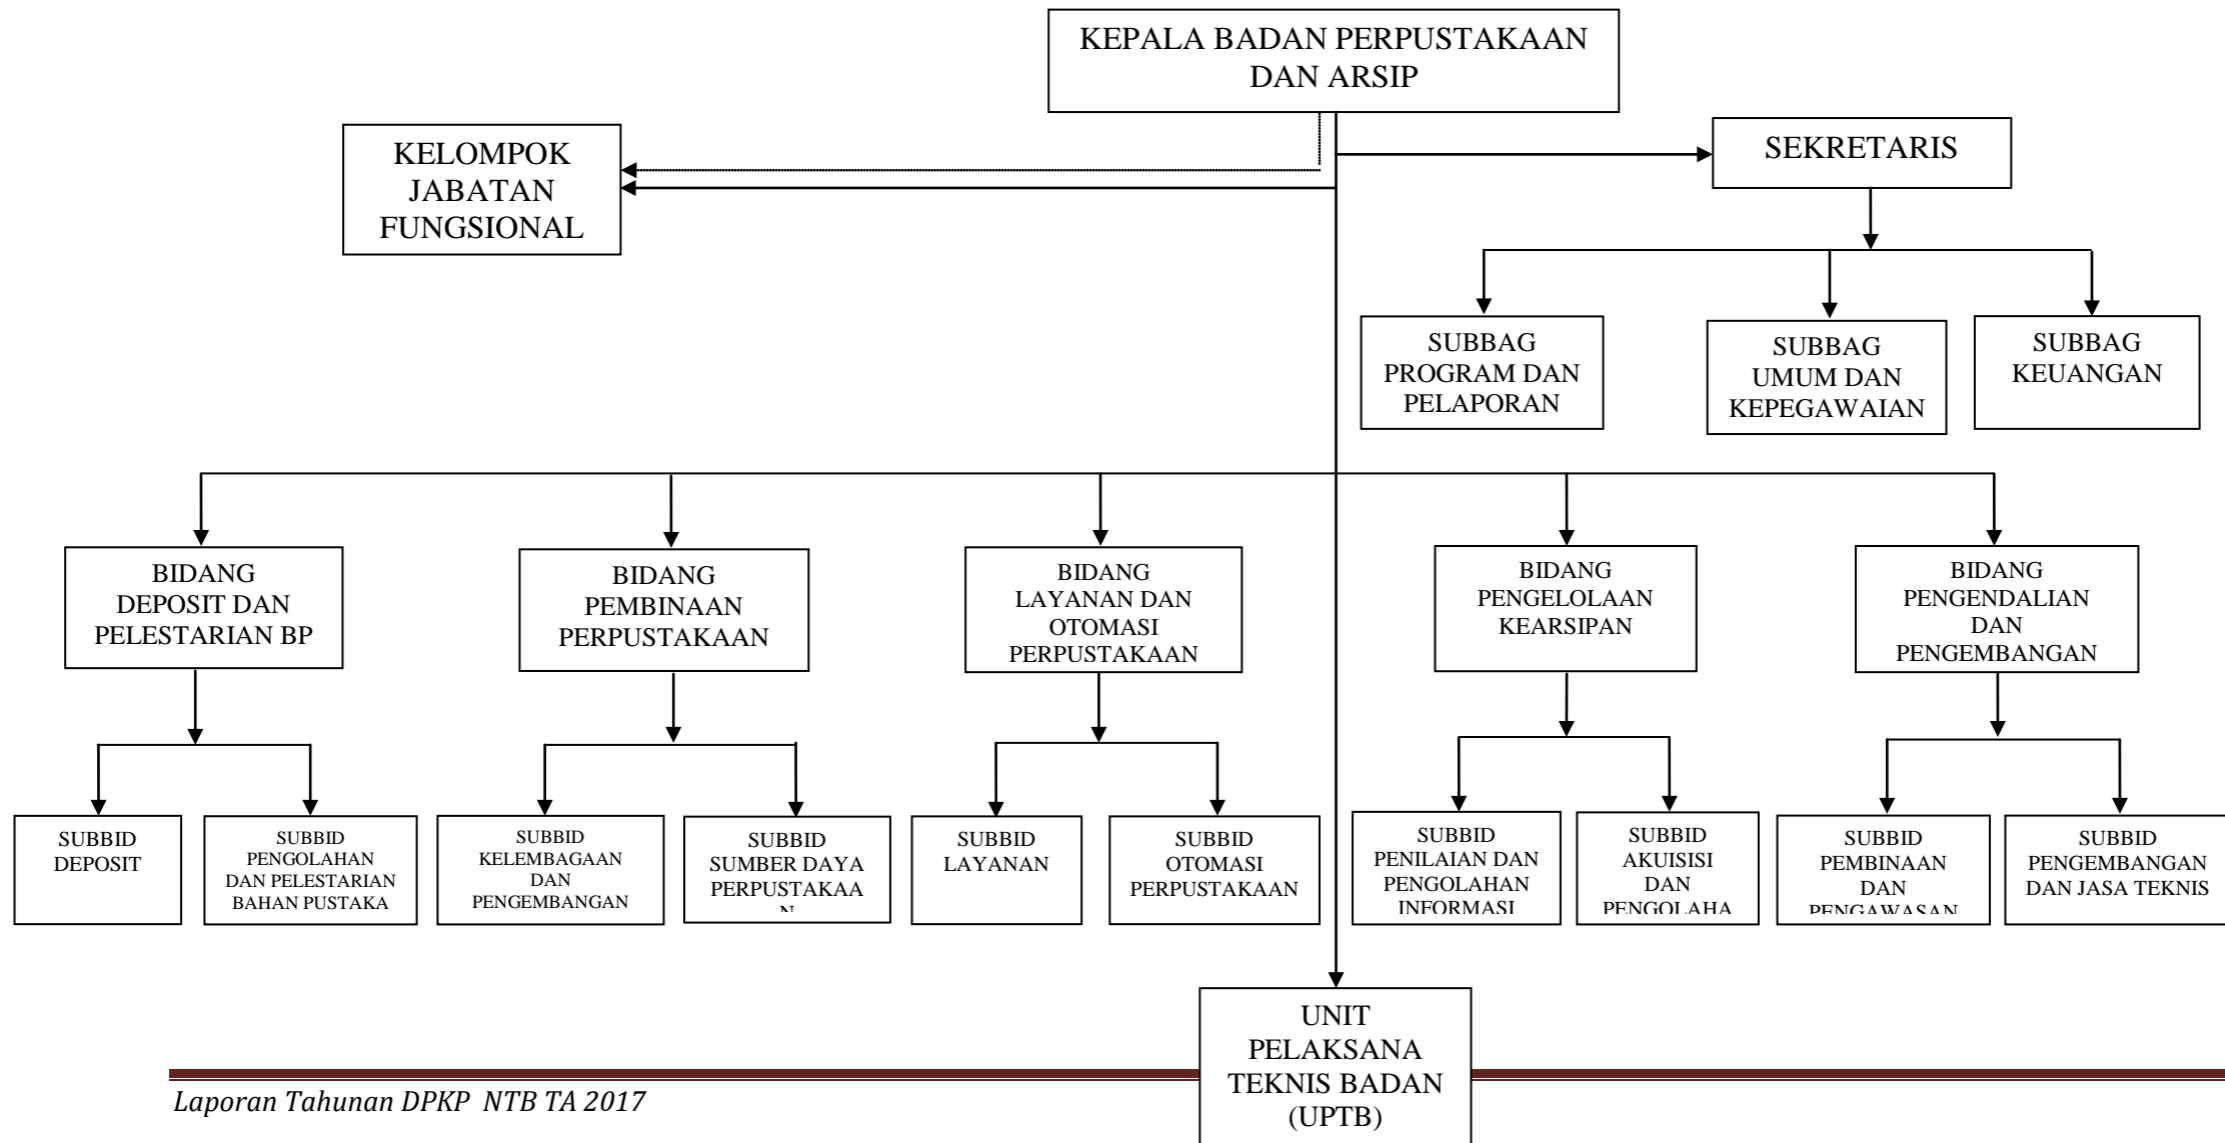 KEPALA BADAN PERPUSTAKAAN
DAN ARSIP
KELOMPOK
JABATAN
FUNGSIONAL
SEKRETARIS
SUBBAG
PROGRAM DAN
PELAPORAN
SUBBAG
UMUM DAN
KEPEGAWAIAN
SUBBAG
KEUANGAN
BIDANG
DEPOSIT DAN
PELESTARIAN BP
BIDANG
PEMBINAAN
PERPUSTAKAAN
BIDANG
LAYANAN DAN
OTOMASI
PERPUSTAKAAN
BIDANG
PENGELOLAAN
KEARSIPAN
BIDANG
PENGENDALIAN
DAN
PENGEMBANGAN
SUBBID
DEPOSIT
SUBBID
PENGOLAHAN
DAN PELESTARIAN
BAHAN PUSTAKA
SUBBID
KELEMBAGAAN
DAN
PENGEMBANGAN
SUBBID
SUMBER DAYA
PERPUSTAKAA
N
SUBBID
LAYANAN
SUBBID
OTOMASI
PERPUSTAKAAN
SUBBID
PENILAIAN DAN
PENGOLAHAN
INFORMASI
SUBBID
AKUISISI
DAN
PENGOLAHA
SUBBID
PEMBINAAN
DAN
PENGAWASAN
SUBBID
PENGEMBANGAN
DAN JASA TEKNIS
UNIT
PELAKSANA
TEKNIS BADAN
(UPTB)
Laporan Tahunan DPKP NTB TA 2017